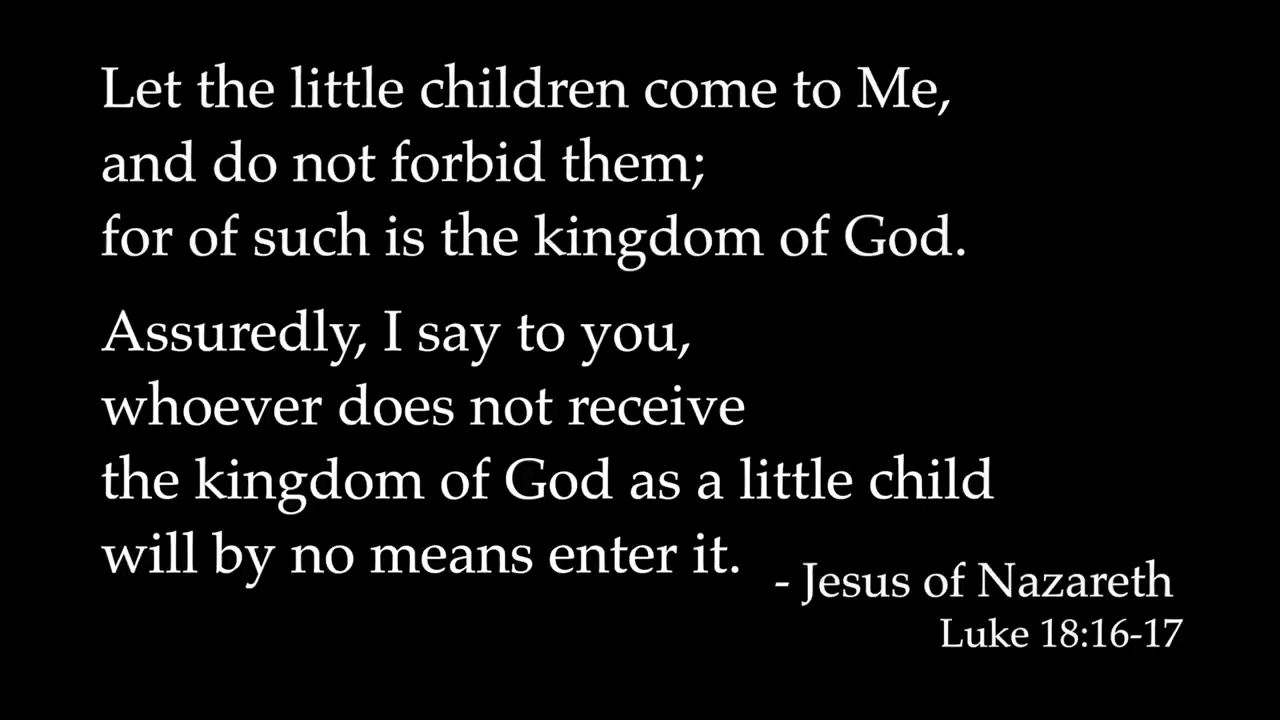 Let the little children come to Me,
and do not forbid them;
for of such is the kingdom of God.
Assuredly, I say to you,
whoever does not receive
the kingdom of God as a little child
will by no means enter it.
- Jesus of Nazareth
Luke 18:16-17